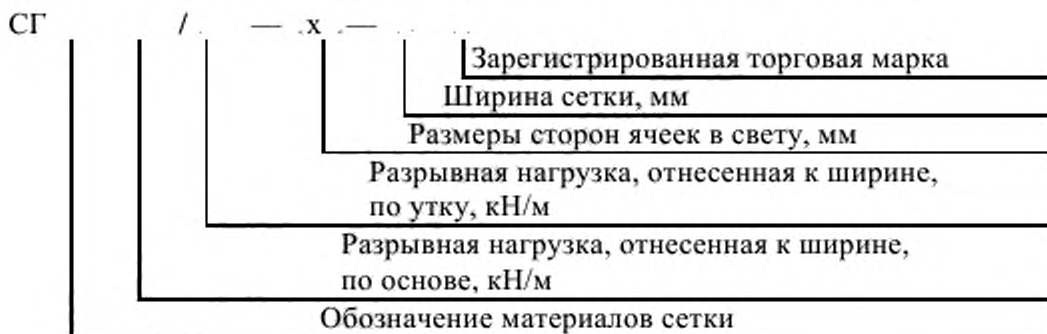 СГ / — х —
Зарегистрированная торговая марка
Ширина сетки, мм
Размеры сторон ячеек в свету, мм
Разрывная нагрузка, отнесенная к ширине,
по утку, кН/м
Разрывная нагрузка, отнесенная к ширине,
по основе, кН/м
Обозначение материалов сетки